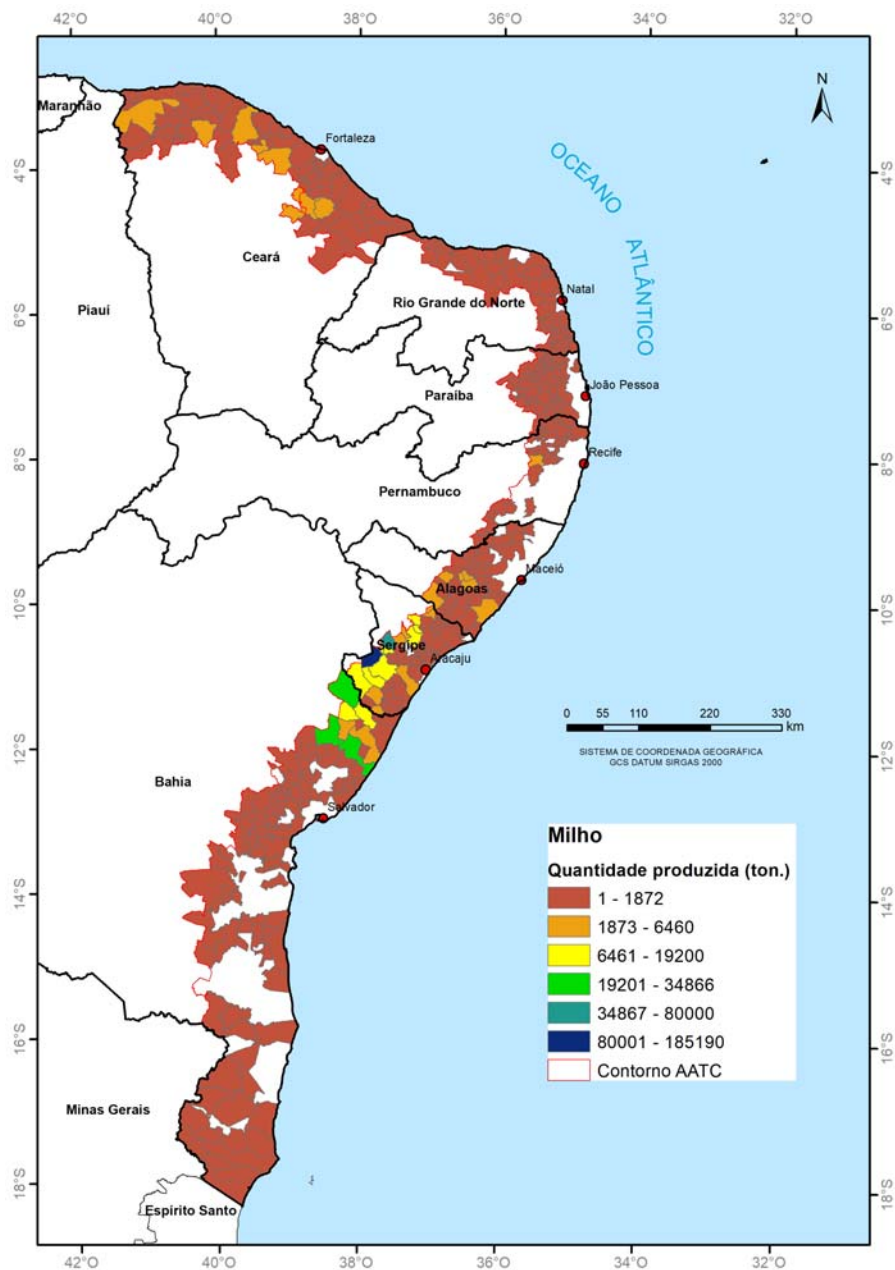 42°O 40°O 38°O 36°O 34°O 32°O
N
Maranhão
Fortaleza
OCEANO ATLÂNTICO
4°S 4°S
Ceará
Natal
Rio Grande do Norte
Piauí
6°S 6°S
João Pessoa
Paraiba
Recife
8°S 8°S
Pernambuco
Maceió
Alagoas
10°S 10°S
Sergipe
Aracaju
0 55 110 220 330
km
SISTEMA DE COORDENADA GEOGRÁFICA
GCS DATUM SIRGAS 2000
12°S 12°S
Bahia
Salvador
Milho
Quantidade produzida (ton.)
1 - 1872
1873 - 6460
6461 - 19200
19201 - 34866
34867 - 80000
80001 - 185190
Contorno AATC
14°S 14°S
16°S 16°S
Minas Gerais
18°S 18°S
Espirito Santo
42°O 40°O 38°O 36°O 34°O 32°O